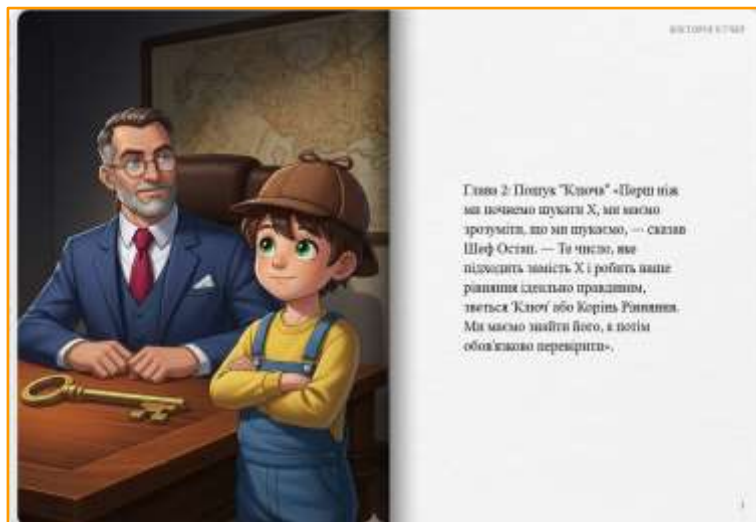 Глава 2: Пошук "Ключа" «Перш ніж
ми почнемо шукати X, ми маємо
зрозуміти, що ми шукаємо, — сказав
Шеф Остап. — Те число, яке
підходить замість X і робить наше
рівняння ідеально правдивим,
зветься 'Ключ' або Корінь Рівняння.
Ми маємо знайти його, а потім
обов'язково перевірити».